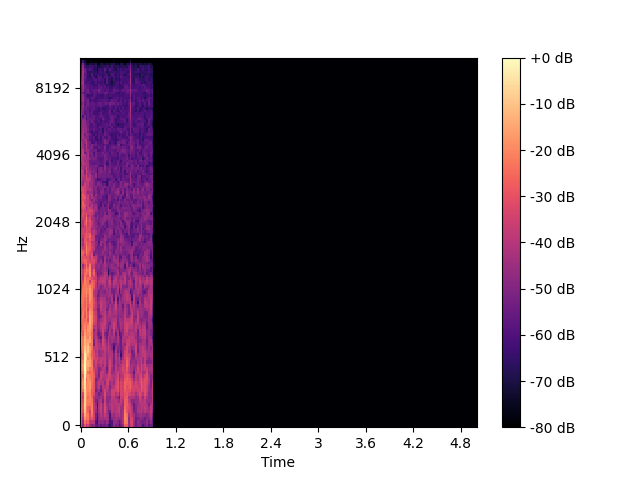 8192
4096
2048
1024
512
0
Hz
0 0.6 1.2 1.8 2.4 3 3.6 4.2 4.8
Time
+0 dB
-10 dB
-20 dB
-30 dB
-40 dB
-50 dB
-60 dB
-70 dB
-80 dB